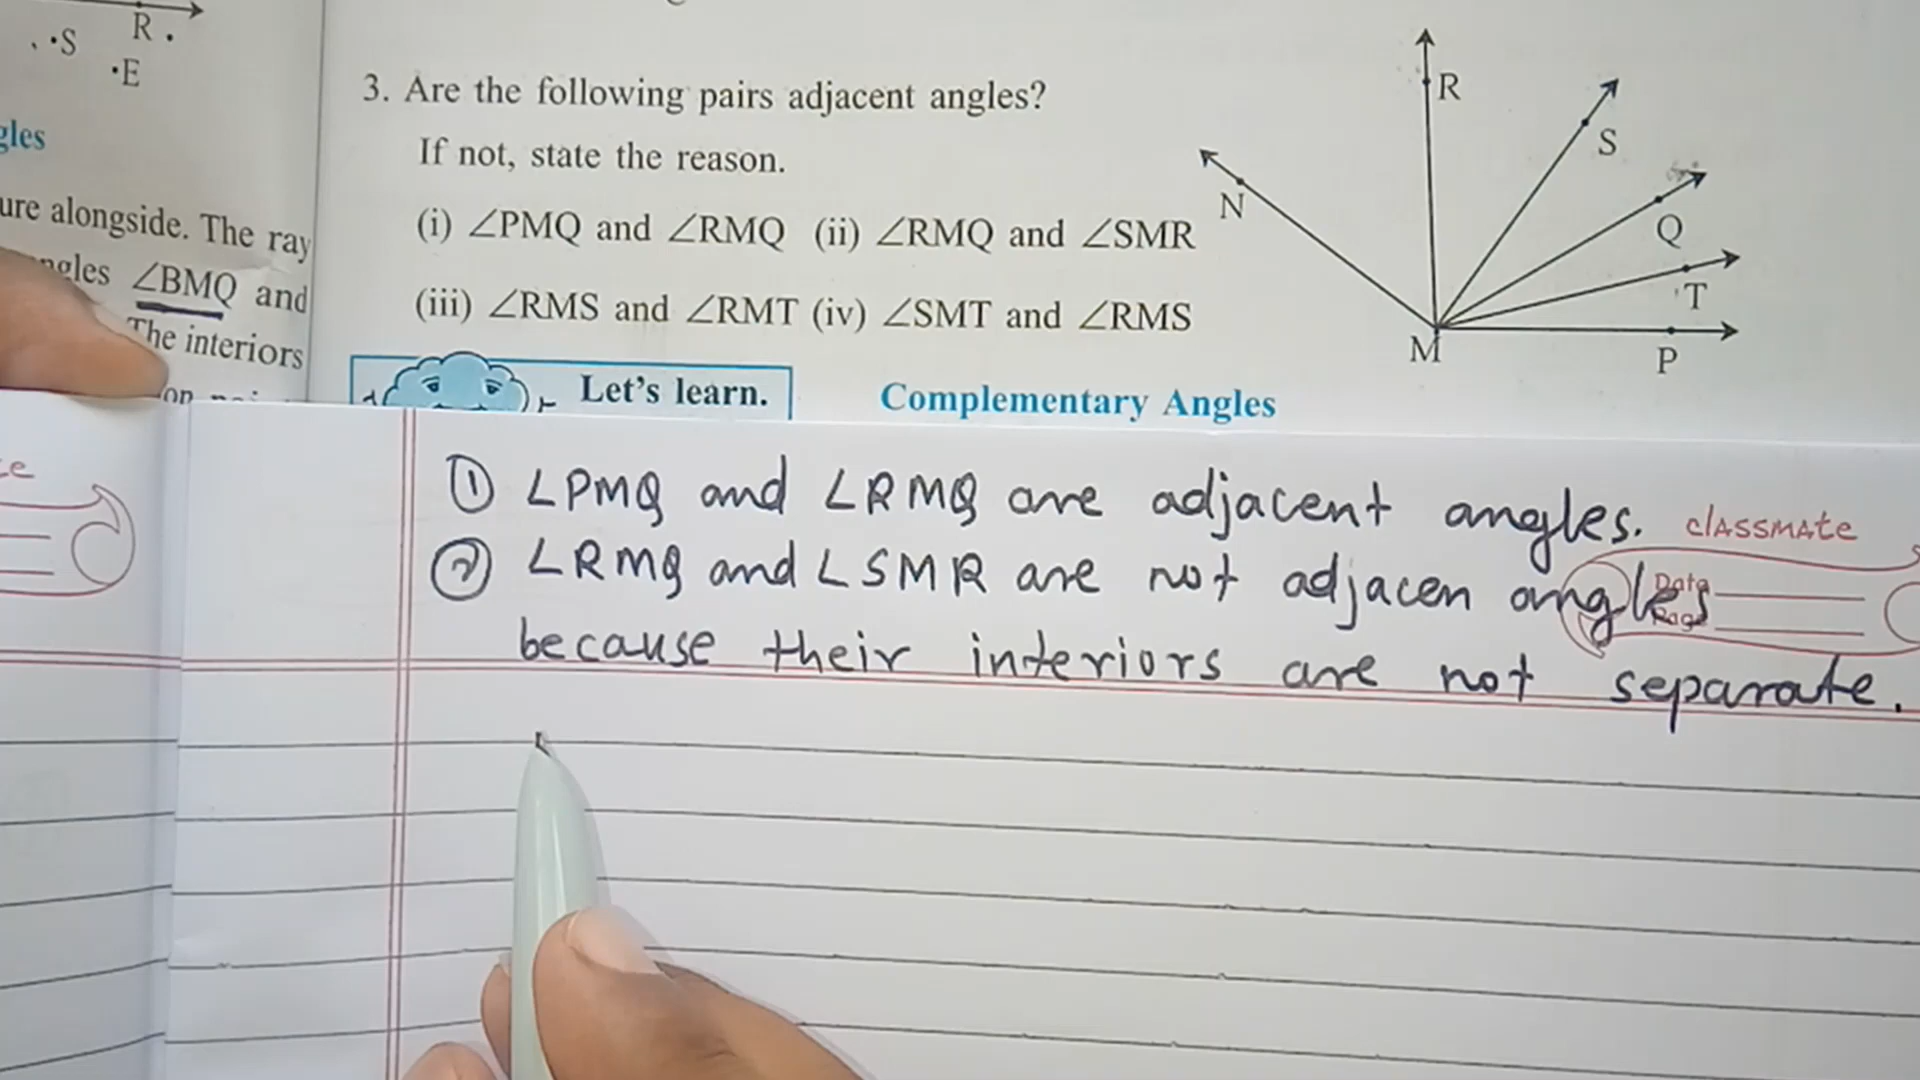 R .
. ·S
·E
gles
ure alongside. The ray
ngles ∠BMQ and
The interiors
3. Are the following pairs adjacent angles?
If not, state the reason.
(i) ∠PMQ and ∠RMQ (ii) ∠RMQ and ∠SMR
(iii) ∠RMS and ∠RMT (iv) ∠SMT and ∠RMS
R
S
N
Q
T
M
P
Let's learn.
Complementary Angles
① ∠PMQ and ∠RMQ are adjacent angles.
classmate
② ∠RMQ and ∠SMR are not adjacen angles
Date
Page
because their interiors are not separate.